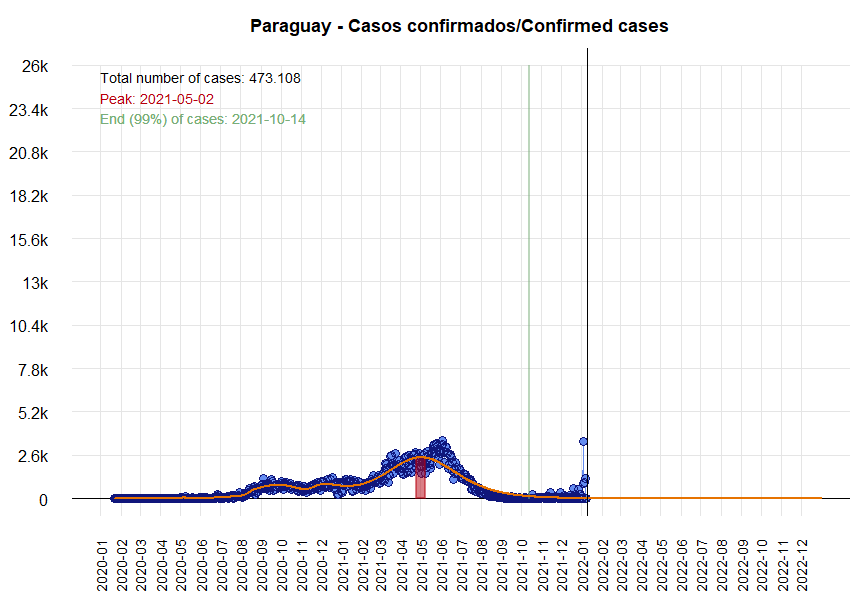 Paraguay - Casos confirmados/Confirmed cases
26k
Total number of cases: 473.108
Peak: 2021-05-02
23.4k
End (99%) of cases: 2021-10-14
20.8k
18.2k
15.6k
13k
10.4k
7.8k
5.2k
2.6k
0
2020-01
2020-02
2020-03
2020-04
2020-05
2020-06
2020-07
2020-08
2020-09
2020-10
2020-11
2020-12
2021-01
2021-02
2021-03
2021-04
2021-05
2021-06
2021-07
2021-08
2021-09
2021-10
2021-11
2021-12
2022-01
2022-02
2022-03
2022-04
2022-05
2022-06
2022-07
2022-08
2022-09
2022-10
2022-11
2022-12